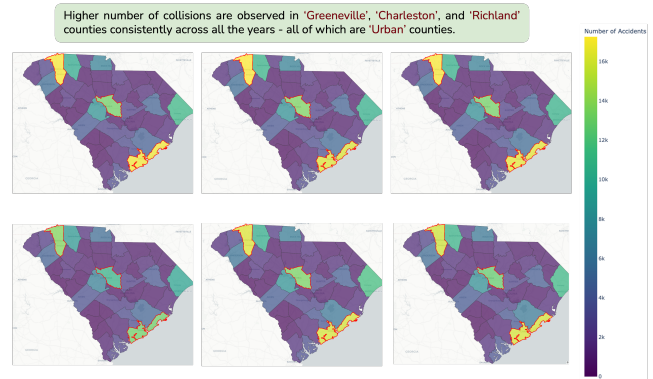 Higher number of collisions are observed in ‘Greeneville’, ‘Charleston’, and ‘Richland’
counties consistently across all the years - all of which are ‘Urban’ counties.
Number of Accidents
16k
14k
12k
10k
8k
6k
4k
2k
0